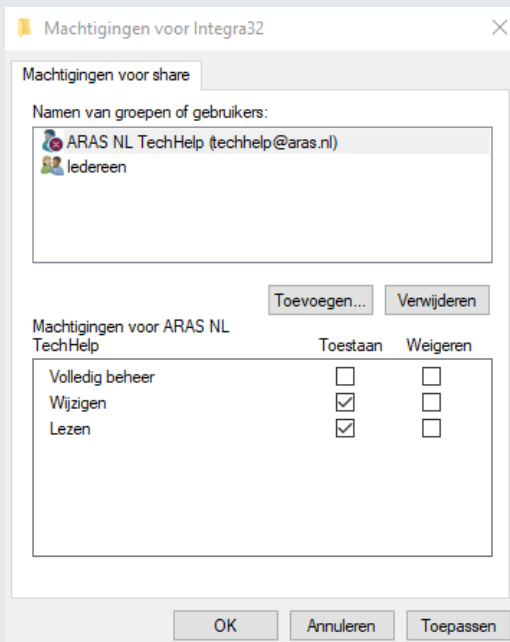 Machtigingen voor Integra32
Machtigingen voor share
Namen van groepen of gebruikers:
ARAS NL TechHelp (techhelp@aras.nl)
Iedereen
Toevoegen... Verwijderen
Machtigingen voor ARAS NL
TechHelp Toestaan Weigeren
Volledig beheer
Wijzigen
Lezen
OK Annuleren Toepassen